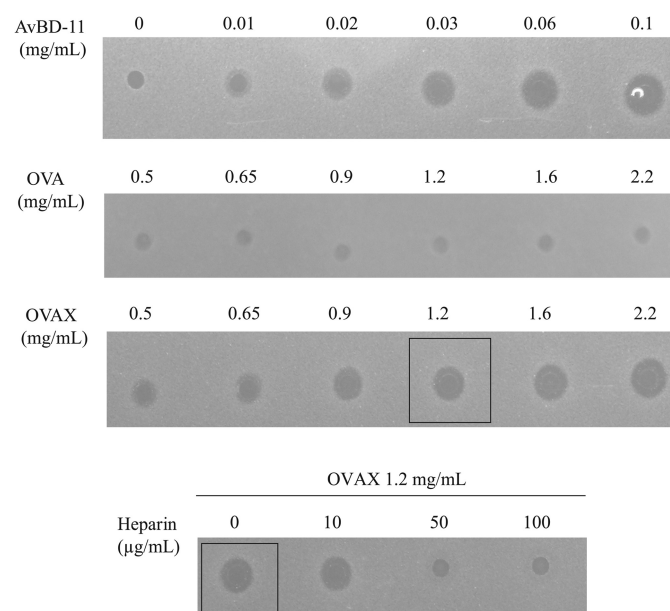 AvBD-11 0 0.01 0.02 0.03 0.06 0.1
(mg/mL)
OVA 0.5 0.65 0.9 1.2 1.6 2.2
(mg/mL)
OVAX 0.5 0.65 0.9 1.2 1.6 2.2
(mg/mL)
OVAX 1.2 mg/mL
Heparin 0 10 50 100
(µg/mL)